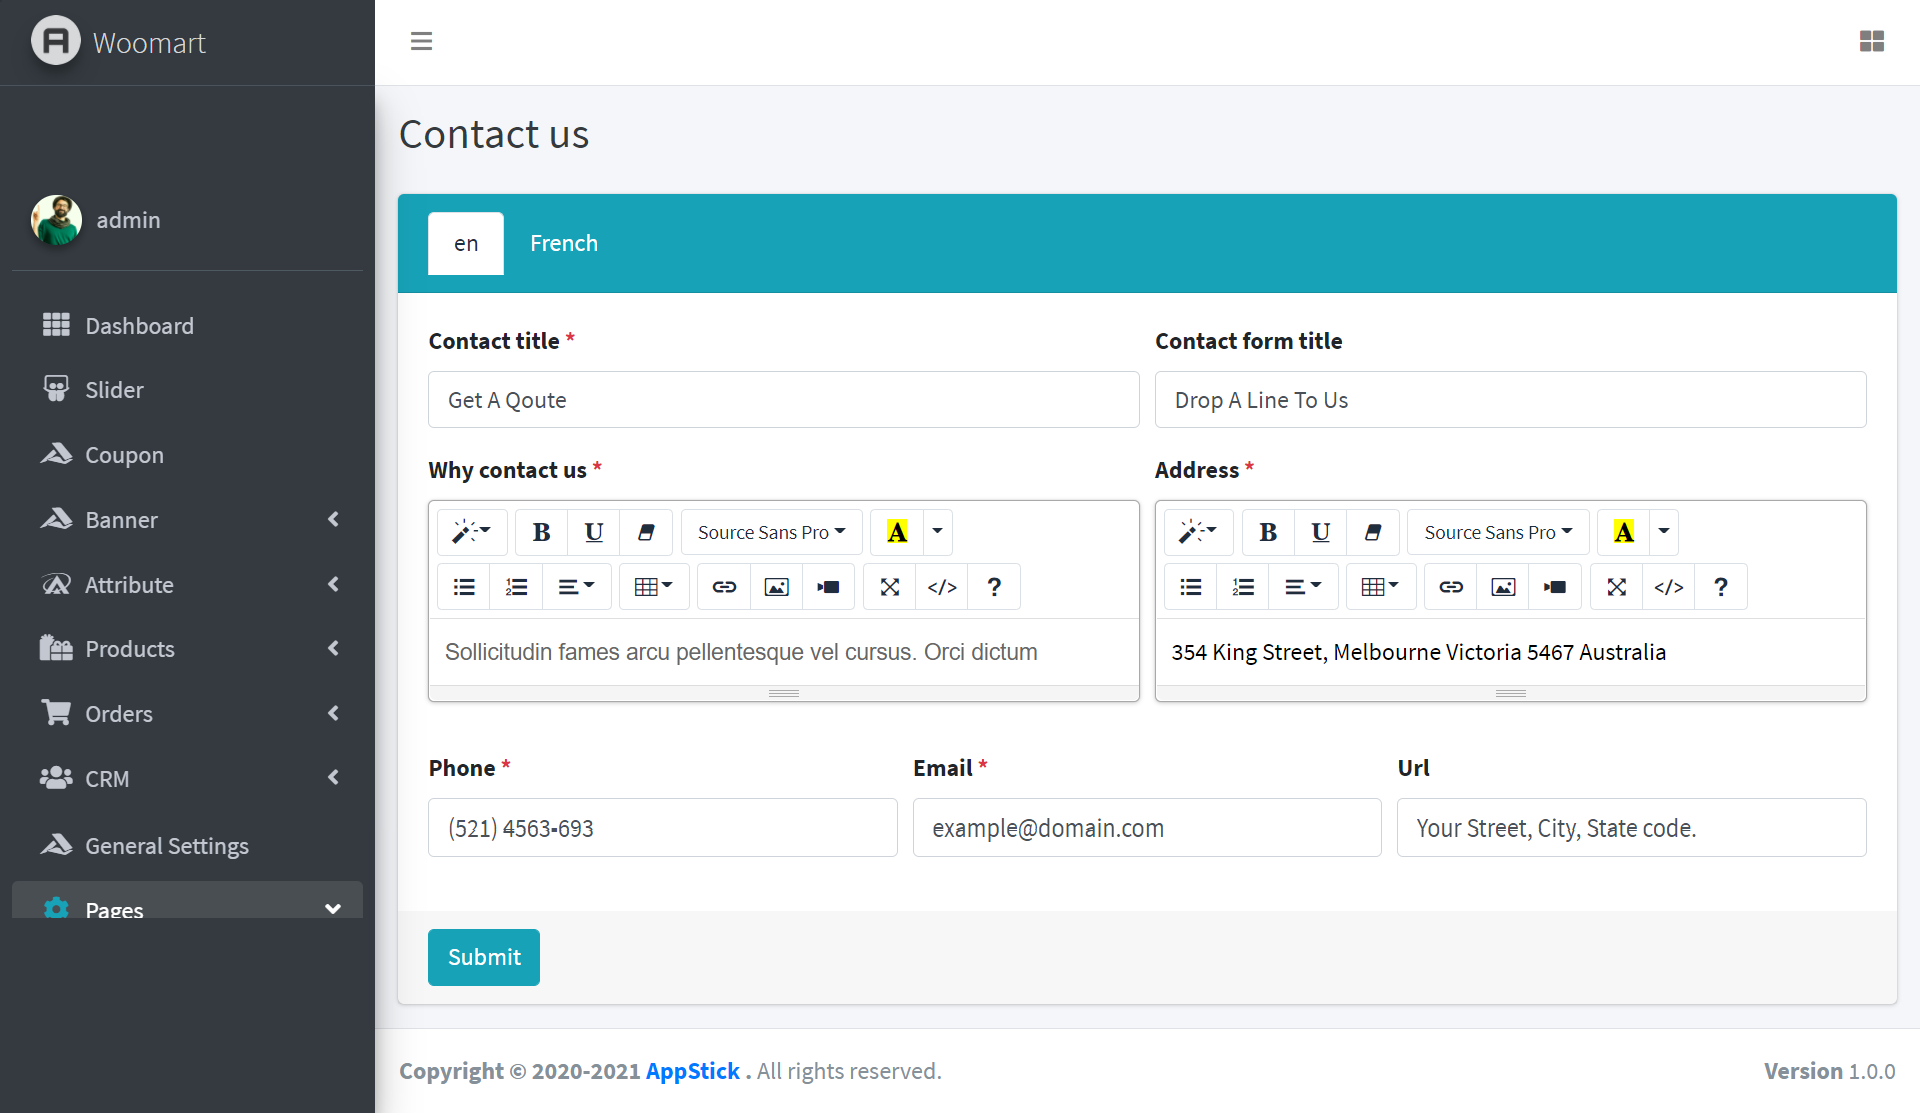 Woomart
admin
Dashboard
Slider
Coupon
Banner
Attribute
Products
Orders
CRM
General Settings
Pages
Contact us
en French
Contact title * Contact form title
Get A Qoute Drop A Line To Us
Why contact us * Address *
B U Source Sans Pro A B U Source Sans Pro A
</> ? </> ?
Sollicitudin fames arcu pellentesque vel cursus. Orci dictum 354 King Street, Melbourne Victoria 5467 Australia
Phone * Email * Url
(521) 4563-693 example@domain.com Your Street, City, State code.
Submit
Copyright © 2020-2021 AppStick . All rights reserved. Version 1.0.0